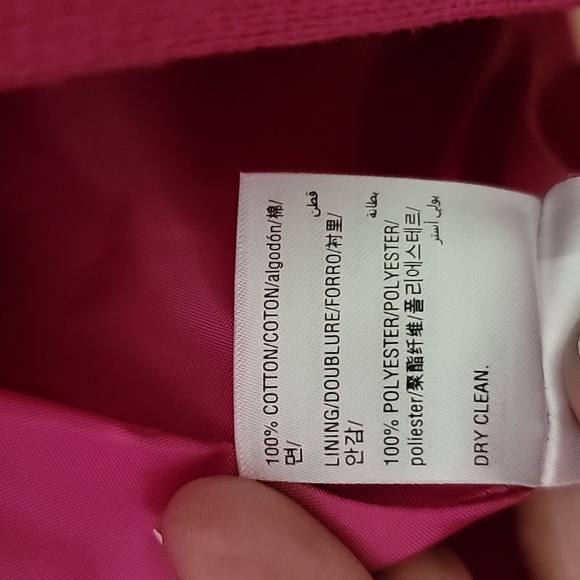 100% COTTON/COTON/algodón/棉/
면/ قطن
LINING/DOUBLURE/FORRO/衬里/
안감/ بطانة
100% POLYESTER/POLYESTER/
poliester/聚酯纤维/폴리에스테르/
بولي أستر
DRY CLEAN.